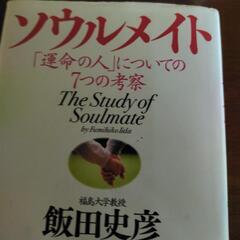 ソウルメイト
「運命の人」についての
7つの考察
The Study of
Soulmate
by Fumihiko Iida
福島大学教授
飯田史彦